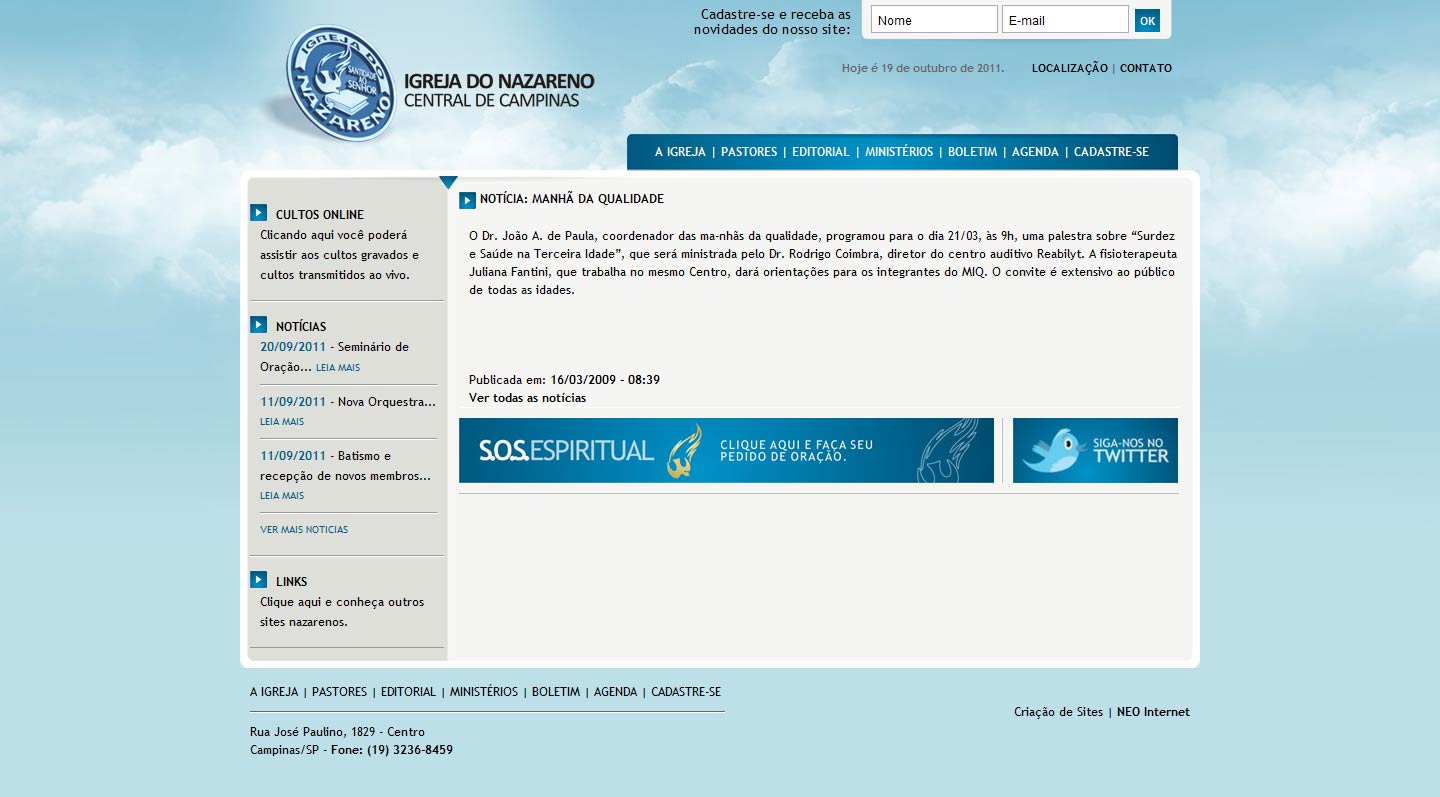 Cadastre-se e receba as
novidades do nosso site:
Nome
E-mail
OK
IGREJA DO NAZARENO
SANTIDADE AO SENHOR
IGREJA DO NAZARENO
CENTRAL DE CAMPINAS
Hoje é 19 de outubro de 2011.
LOCALIZAÇÃO | CONTATO
A IGREJA | PASTORES | EDITORIAL | MINISTÉRIOS | BOLETIM | AGENDA | CADASTRE-SE
CULTOS ONLINE
Clicando aqui você poderá
assistir aos cultos gravados e
cultos transmitidos ao vivo.
NOTÍCIAS
20/09/2011 - Seminário de
Oração... LEIA MAIS
11/09/2011 - Nova Orquestra...
LEIA MAIS
11/09/2011 - Batismo e
recepção de novos membros...
LEIA MAIS
VER MAIS NOTICIAS
LINKS
Clique aqui e conheça outros
sites nazarenos.
NOTÍCIA: MANHÃ DA QUALIDADE
O Dr. João A. de Paula, coordenador das ma-nhãs da qualidade, programou para o dia 21/03, às 9h, uma palestra sobre “Surdez
e Saúde na Terceira Idade”, que será ministrada pelo Dr. Rodrigo Coimbra, diretor do centro auditivo Reabilyt. A fisioterapeuta
Juliana Fantini, que trabalha no mesmo Centro, dará orientações para os integrantes do MIQ. O convite é extensivo ao público
de todas as idades.
Publicada em: 16/03/2009 - 08:39
Ver todas as notícias
S.O.S.ESPIRITUAL
CLIQUE AQUI E FAÇA SEU
PEDIDO DE ORAÇÃO.
SIGA-NOS NO
TWITTER
A IGREJA | PASTORES | EDITORIAL | MINISTÉRIOS | BOLETIM | AGENDA | CADASTRE-SE
Rua José Paulino, 1829 - Centro
Campinas/SP - Fone: (19) 3236-8459
Criação de Sites | NEO Internet